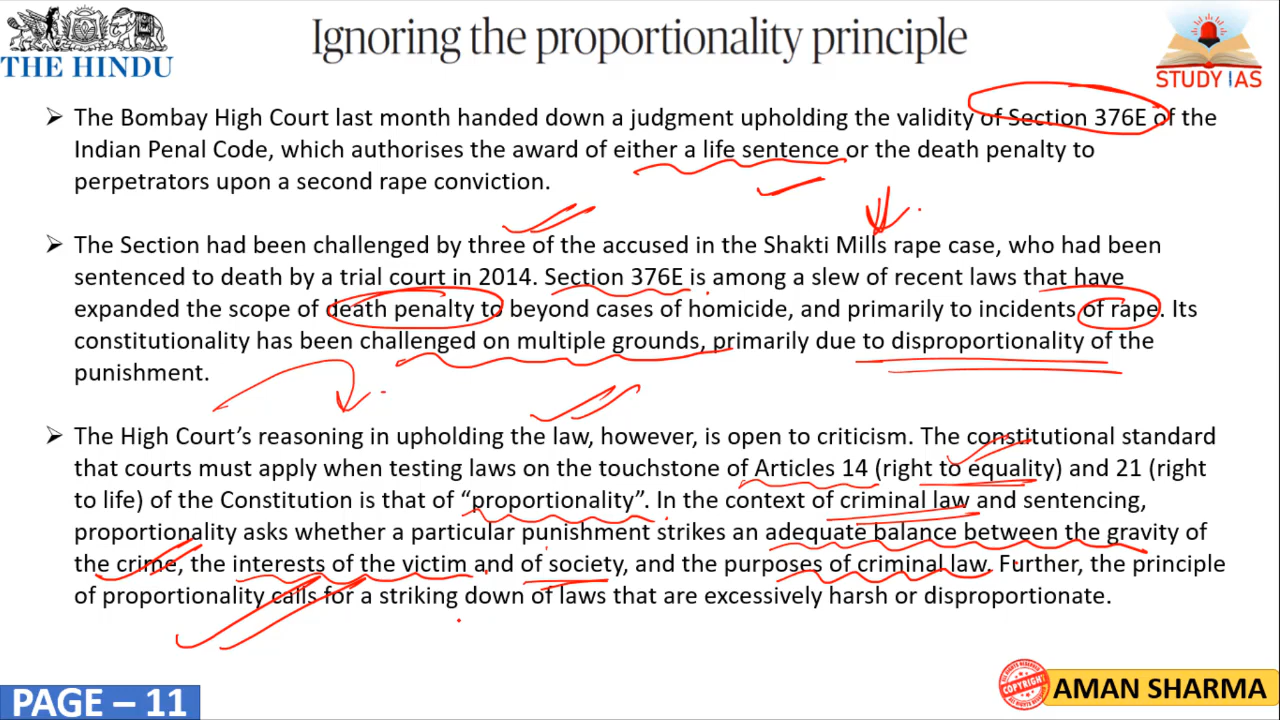 Ignoring the proportionality principle
THE HINDU
STUDY IAS
➢ The Bombay High Court last month handed down a judgment upholding the validity of Section 376E of the
Indian Penal Code, which authorises the award of either a life sentence or the death penalty to
perpetrators upon a second rape conviction.
➢ The Section had been challenged by three of the accused in the Shakti Mills rape case, who had been
sentenced to death by a trial court in 2014. Section 376E is among a slew of recent laws that have
expanded the scope of death penalty to beyond cases of homicide, and primarily to incidents of rape. Its
constitutionality has been challenged on multiple grounds, primarily due to disproportionality of the
punishment.
➢ The High Court’s reasoning in upholding the law, however, is open to criticism. The constitutional standard
that courts must apply when testing laws on the touchstone of Articles 14 (right to equality) and 21 (right
to life) of the Constitution is that of “proportionality”. In the context of criminal law and sentencing,
proportionality asks whether a particular punishment strikes an adequate balance between the gravity of
the crime, the interests of the victim and of society, and the purposes of criminal law. Further, the principle
of proportionality calls for a striking down of laws that are excessively harsh or disproportionate.
PAGE – 11
COPYRIGHT
AMAN SHARMA